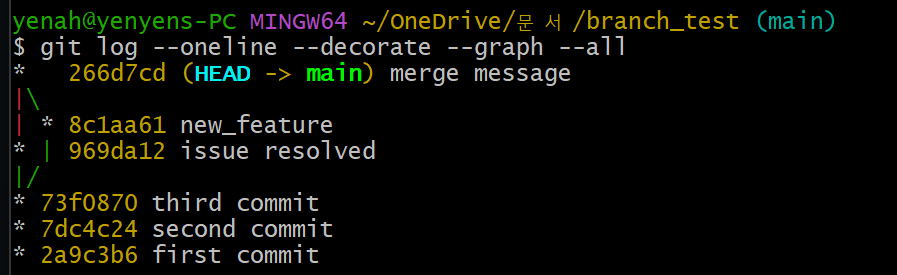 yenah@yenyens-PC MINGW64 ~/OneDrive/문 서 /branch_test (main)
$ git log --oneline --decorate --graph --all
*   266d7cd (HEAD -> main) merge message
|\
| * 8c1aa61 new_feature
* | 969da12 issue resolved
|/
* 73f0870 third commit
* 7dc4c24 second commit
* 2a9c3b6 first commit